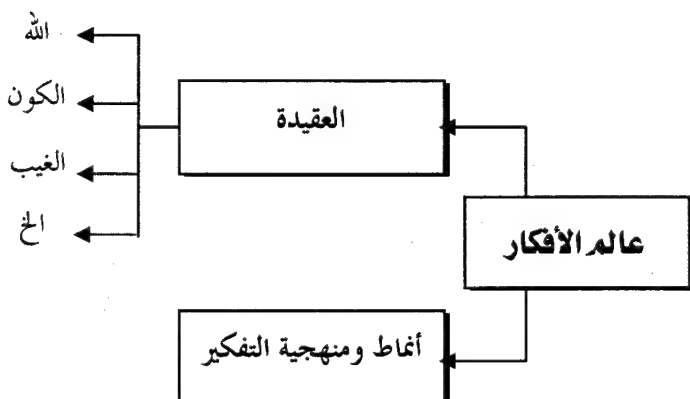 عالم الأفكار
العقيدة
الله
الكون
الغيب
الخ
أنماط ومنهجية التفكير